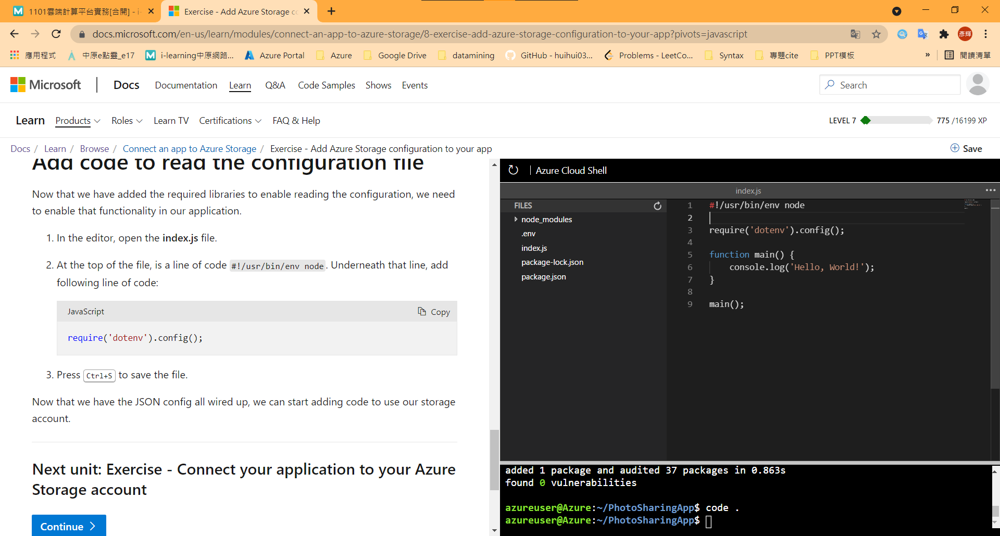 1101雲端計算平台實務[合開] - i-
Exercise - Add Azure Storage co
docs.microsoft.com/en-us/learn/modules/connect-an-app-to-azure-storage/8-exercise-add-azure-storage-configuration-to-your-app?pivots=javascript
彥輝
應用程式
中原e點靈_e17
i-learning中原網路...
Azure Portal
Azure
Google Drive
datamining
GitHub - huihui03...
Problems - LeetCo...
Syntax
專題cite
PPT模板
»
閱讀清單
Microsoft
Docs
Documentation
Learn
Q&A
Code Samples
Shows
Events
Search
Learn
Products
Roles
Learn TV
Certifications
FAQ & Help
LEVEL 7
775 /16199 XP
Docs / Learn / Browse / Connect an app to Azure Storage / Exercise - Add Azure Storage configuration to your app
Save
Add code to read the configuration file
Now that we have added the required libraries to enable reading the configuration, we need
to enable that functionality in our application.
1. In the editor, open the index.js file.
2. At the top of the file, is a line of code #!/usr/bin/env node. Underneath that line, add
following line of code:
JavaScript
Copy
require('dotenv').config();
3. Press Ctrl+S to save the file.
Now that we have the JSON config all wired up, we can start adding code to use our storage
account.
Next unit: Exercise - Connect your application to your Azure
Storage account
Continue
Azure Cloud Shell
index.js
FILES
node_modules
.env
index.js
package-lock.json
package.json
1 #!/usr/bin/env node
2
3 require('dotenv').config();
4
5 function main() {
6 console.log('Hello, World!');
7 }
8
9 main();
added 1 package and audited 37 packages in 0.863s
found 0 vulnerabilities
azureuser@Azure:~/PhotoSharingApp$ code .
azureuser@Azure:~/PhotoSharingApp$